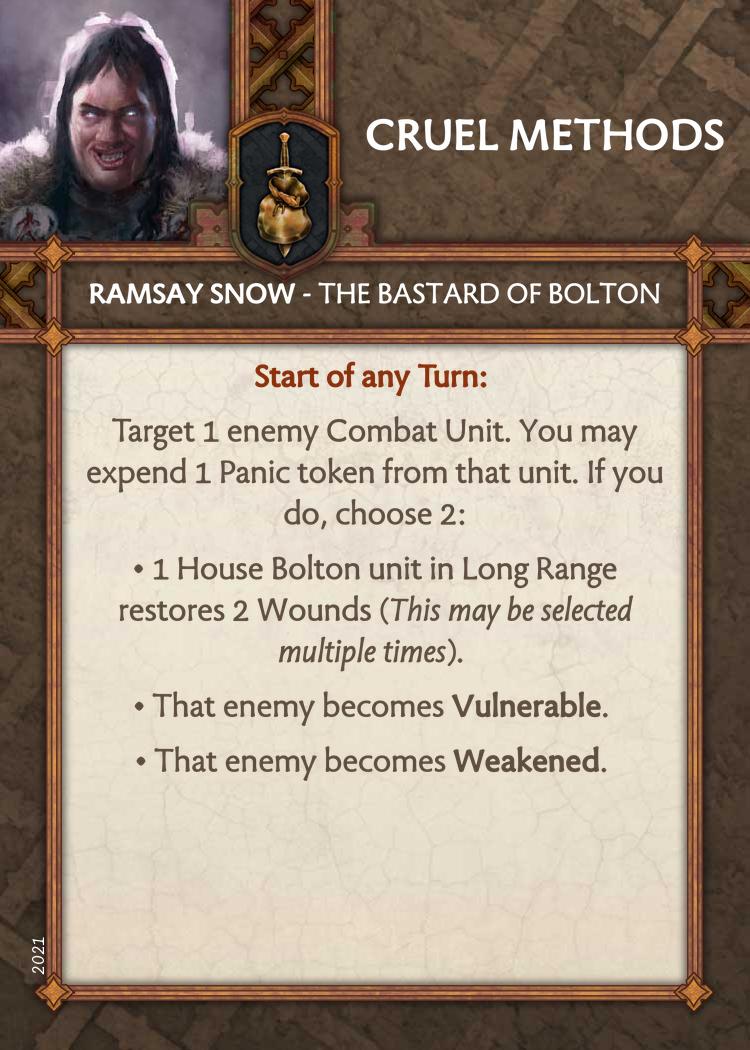 CRUEL METHODS
RAMSAY SNOW - THE BASTARD OF BOLTON
Start of any Turn:
Target 1 enemy Combat Unit. You may
expend 1 Panic token from that unit. If you
do, choose 2:
• 1 House Bolton unit in Long Range
restores 2 Wounds (This may be selected
multiple times).
• That enemy becomes Vulnerable.
• That enemy becomes Weakened.
2021